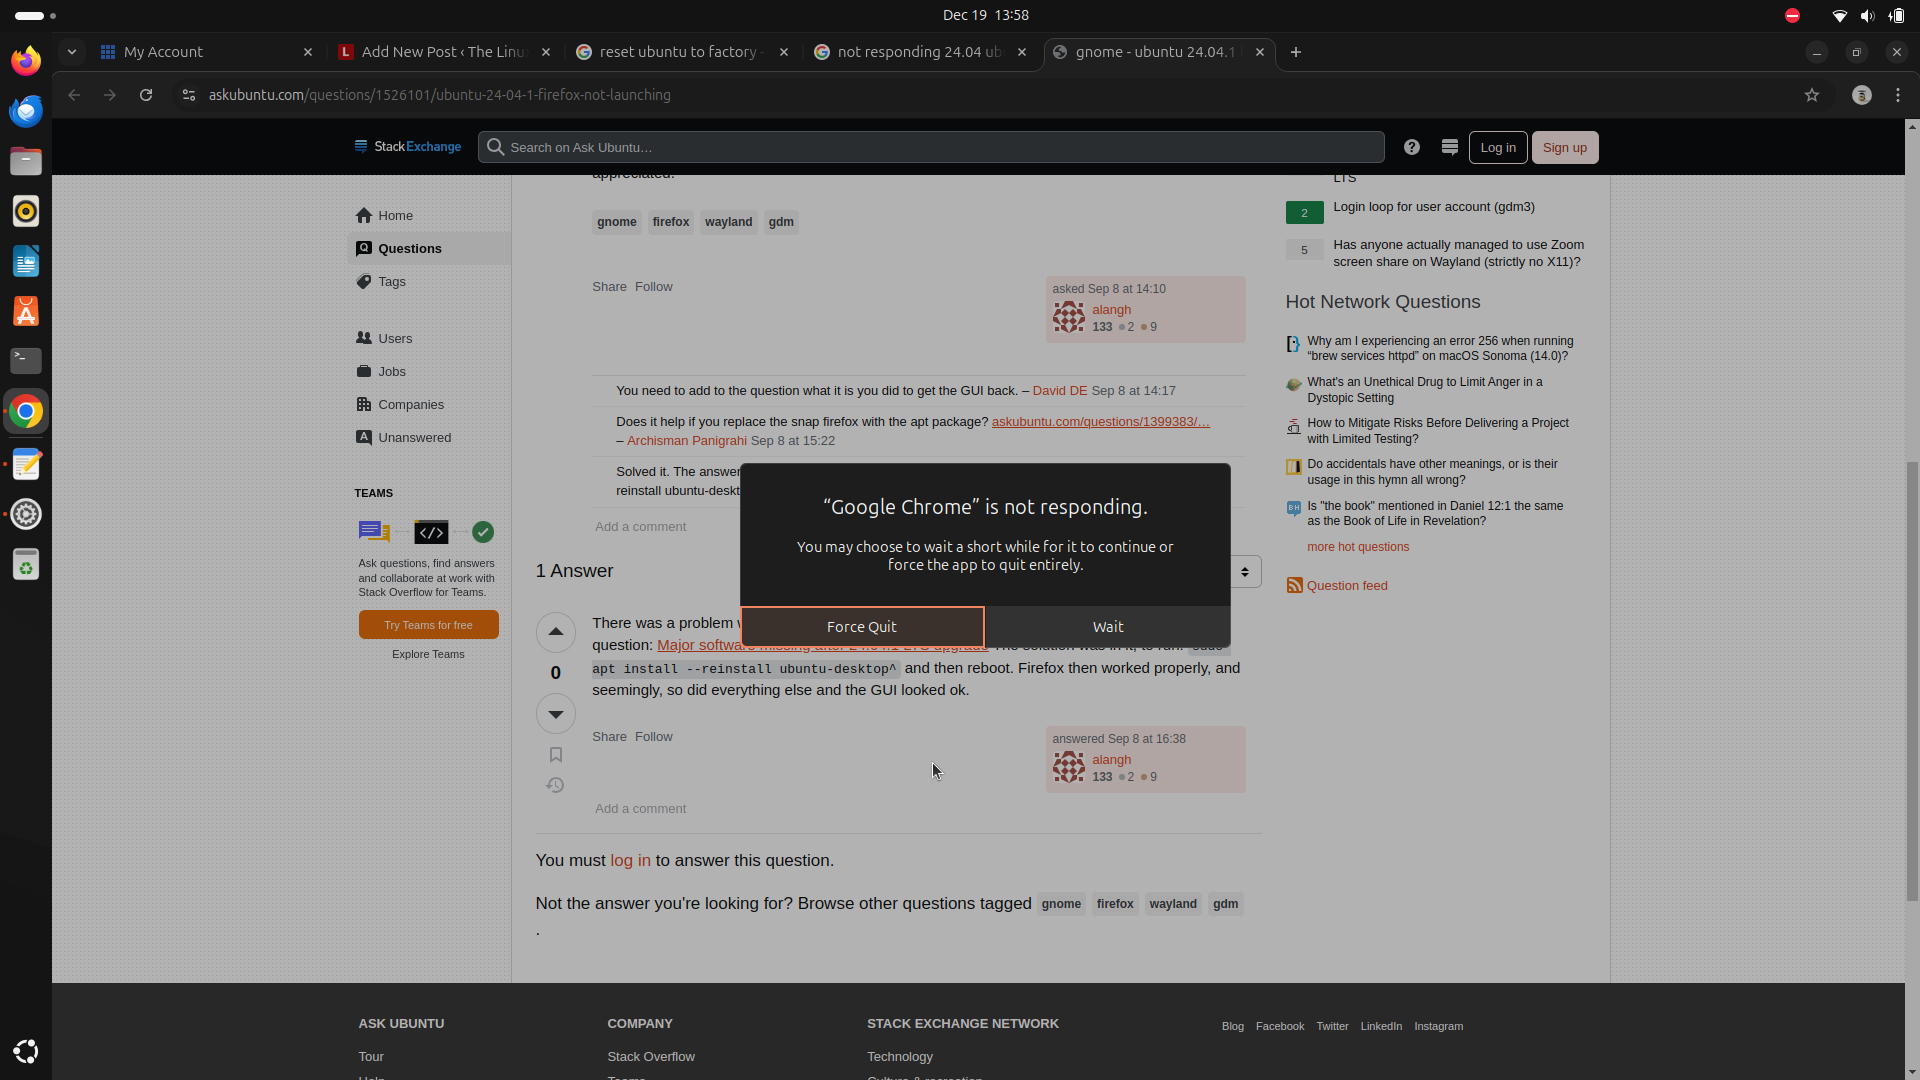 Dec 19 13:58
My Account
Add New Post ‹ The Linu
reset ubuntu to factory -
not responding 24.04 ub
gnome - ubuntu 24.04.1
askubuntu.com/questions/1526101/ubuntu-24-04-1-firefox-not-launching
StackExchange
Search on Ask Ubuntu…
Log in
Sign up
Home
Questions
Tags
Users
Jobs
Companies
Unanswered
TEAMS
Ask questions, find answers
and collaborate at work with
Stack Overflow for Teams.
Try Teams for free
Explore Teams
appreciated.
gnome firefox wayland gdm
Share Follow
asked Sep 8 at 14:10
alangh
133 2 9
You need to add to the question what it is you did to get the GUI back. – David DE Sep 8 at 14:17
Does it help if you replace the snap firefox with the apt package? askubuntu.com/questions/1399383/…
– Archisman Panigrahi Sep 8 at 15:22
Solved it. The answer
reinstall ubuntu-deskt
Add a comment
“Google Chrome” is not responding.
You may choose to wait a short while for it to continue or
force the app to quit entirely.
Force Quit
Wait
1 Answer
0
There was a problem
question: Major software missing after 24.04.1 LTS upgrade The solution was in it, to run: sudo
apt install --reinstall ubuntu-desktop^ and then reboot. Firefox then worked properly, and
seemingly, so did everything else and the GUI looked ok.
Share Follow
answered Sep 8 at 16:38
alangh
133 2 9
Add a comment
You must log in to answer this question.
Not the answer you're looking for? Browse other questions tagged gnome firefox wayland gdm
.
LTS
2 Login loop for user account (gdm3)
5 Has anyone actually managed to use Zoom
screen share on Wayland (strictly no X11)?
Hot Network Questions
Why am I experiencing an error 256 when running
“brew services httpd” on macOS Sonoma (14.0)?
What's an Unethical Drug to Limit Anger in a
Dystopic Setting
How to Mitigate Risks Before Delivering a Project
with Limited Testing?
Do accidentals have other meanings, or is their
usage in this hymn all wrong?
Is "the book" mentioned in Daniel 12:1 the same
as the Book of Life in Revelation?
more hot questions
Question feed
ASK UBUNTU
Tour
Help
COMPANY
Stack Overflow
Teams
STACK EXCHANGE NETWORK
Technology
Culture & recreation
Blog Facebook Twitter LinkedIn Instagram